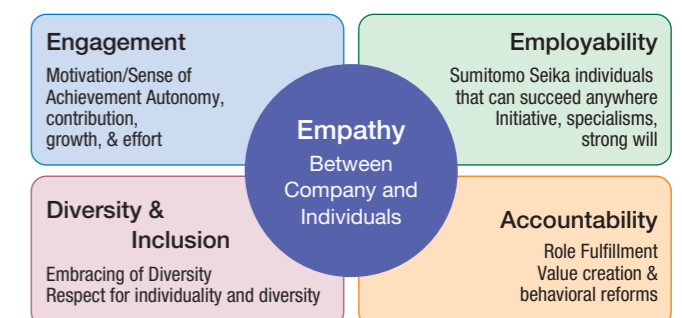 Engagement
Motivation/Sense of
Achievement Autonomy,
contribution,
growth, & effort
Employability
Sumitomo Seika individuals
that can succeed anywhere
Initiative, specialisms,
strong will
Empathy
Between
Company and
Individuals
Diversity &
Inclusion
Embracing of Diversity
Respect for individuality and diversity
Accountability
Role Fulfillment
Value creation &
behavioral reforms